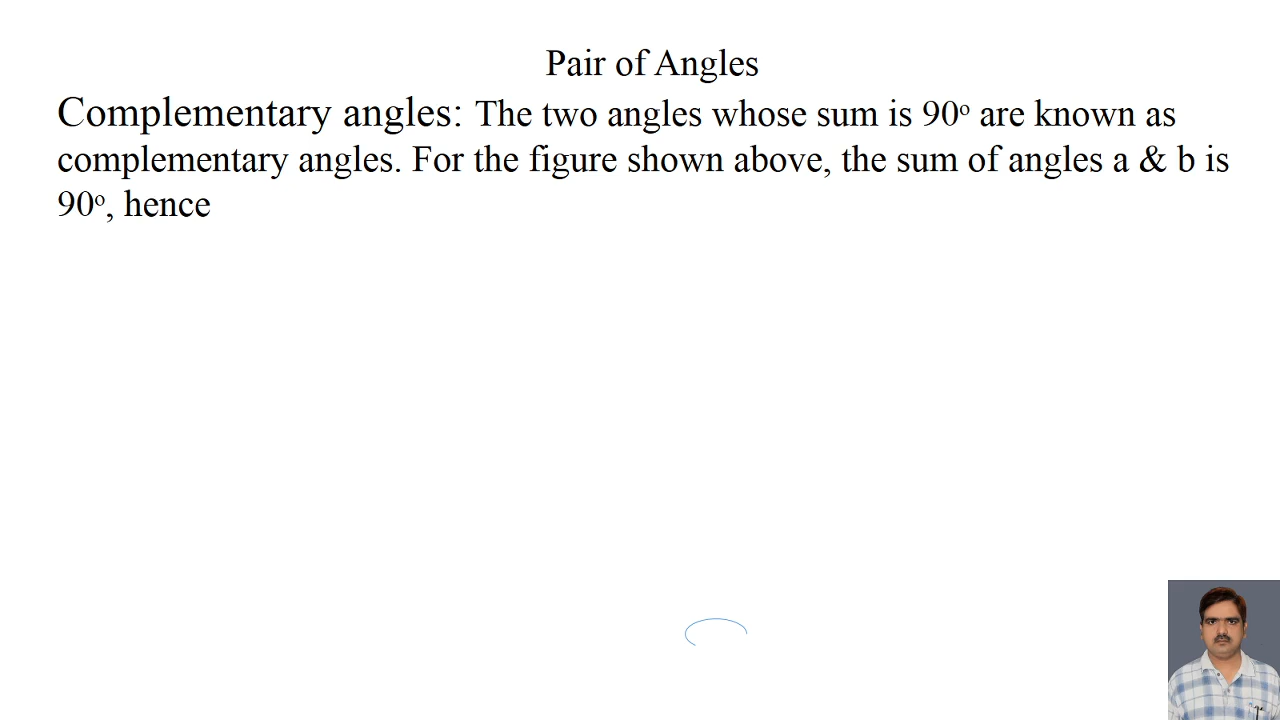 Pair of Angles
Complementary angles: The two angles whose sum is 90ᵒ are known as
complementary angles. For the figure shown above, the sum of angles a & b is
90ᵒ, hence